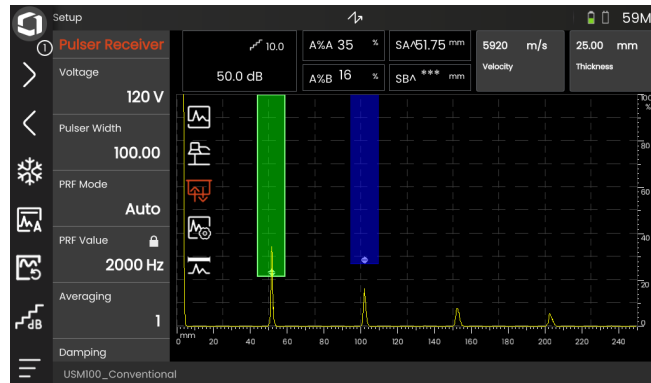 Setup
59M
1
Pulser Receiver
10.0
50.0 dB
A%A 35 %
SA^51.75 mm
5920 m/s
Velocity
25.00 mm
Thickness
A%B 16 %
SB^ *** mm
Voltage
120 V
Pulser Width
100.00
PRF Mode
Auto
PRF Value
2000 Hz
Averaging
1
Damping
A
dB
100
%
80
60
40
20
0
0 mm 20 40 60 80 100 120 140 160 180 200 220 240
USM100_Conventional